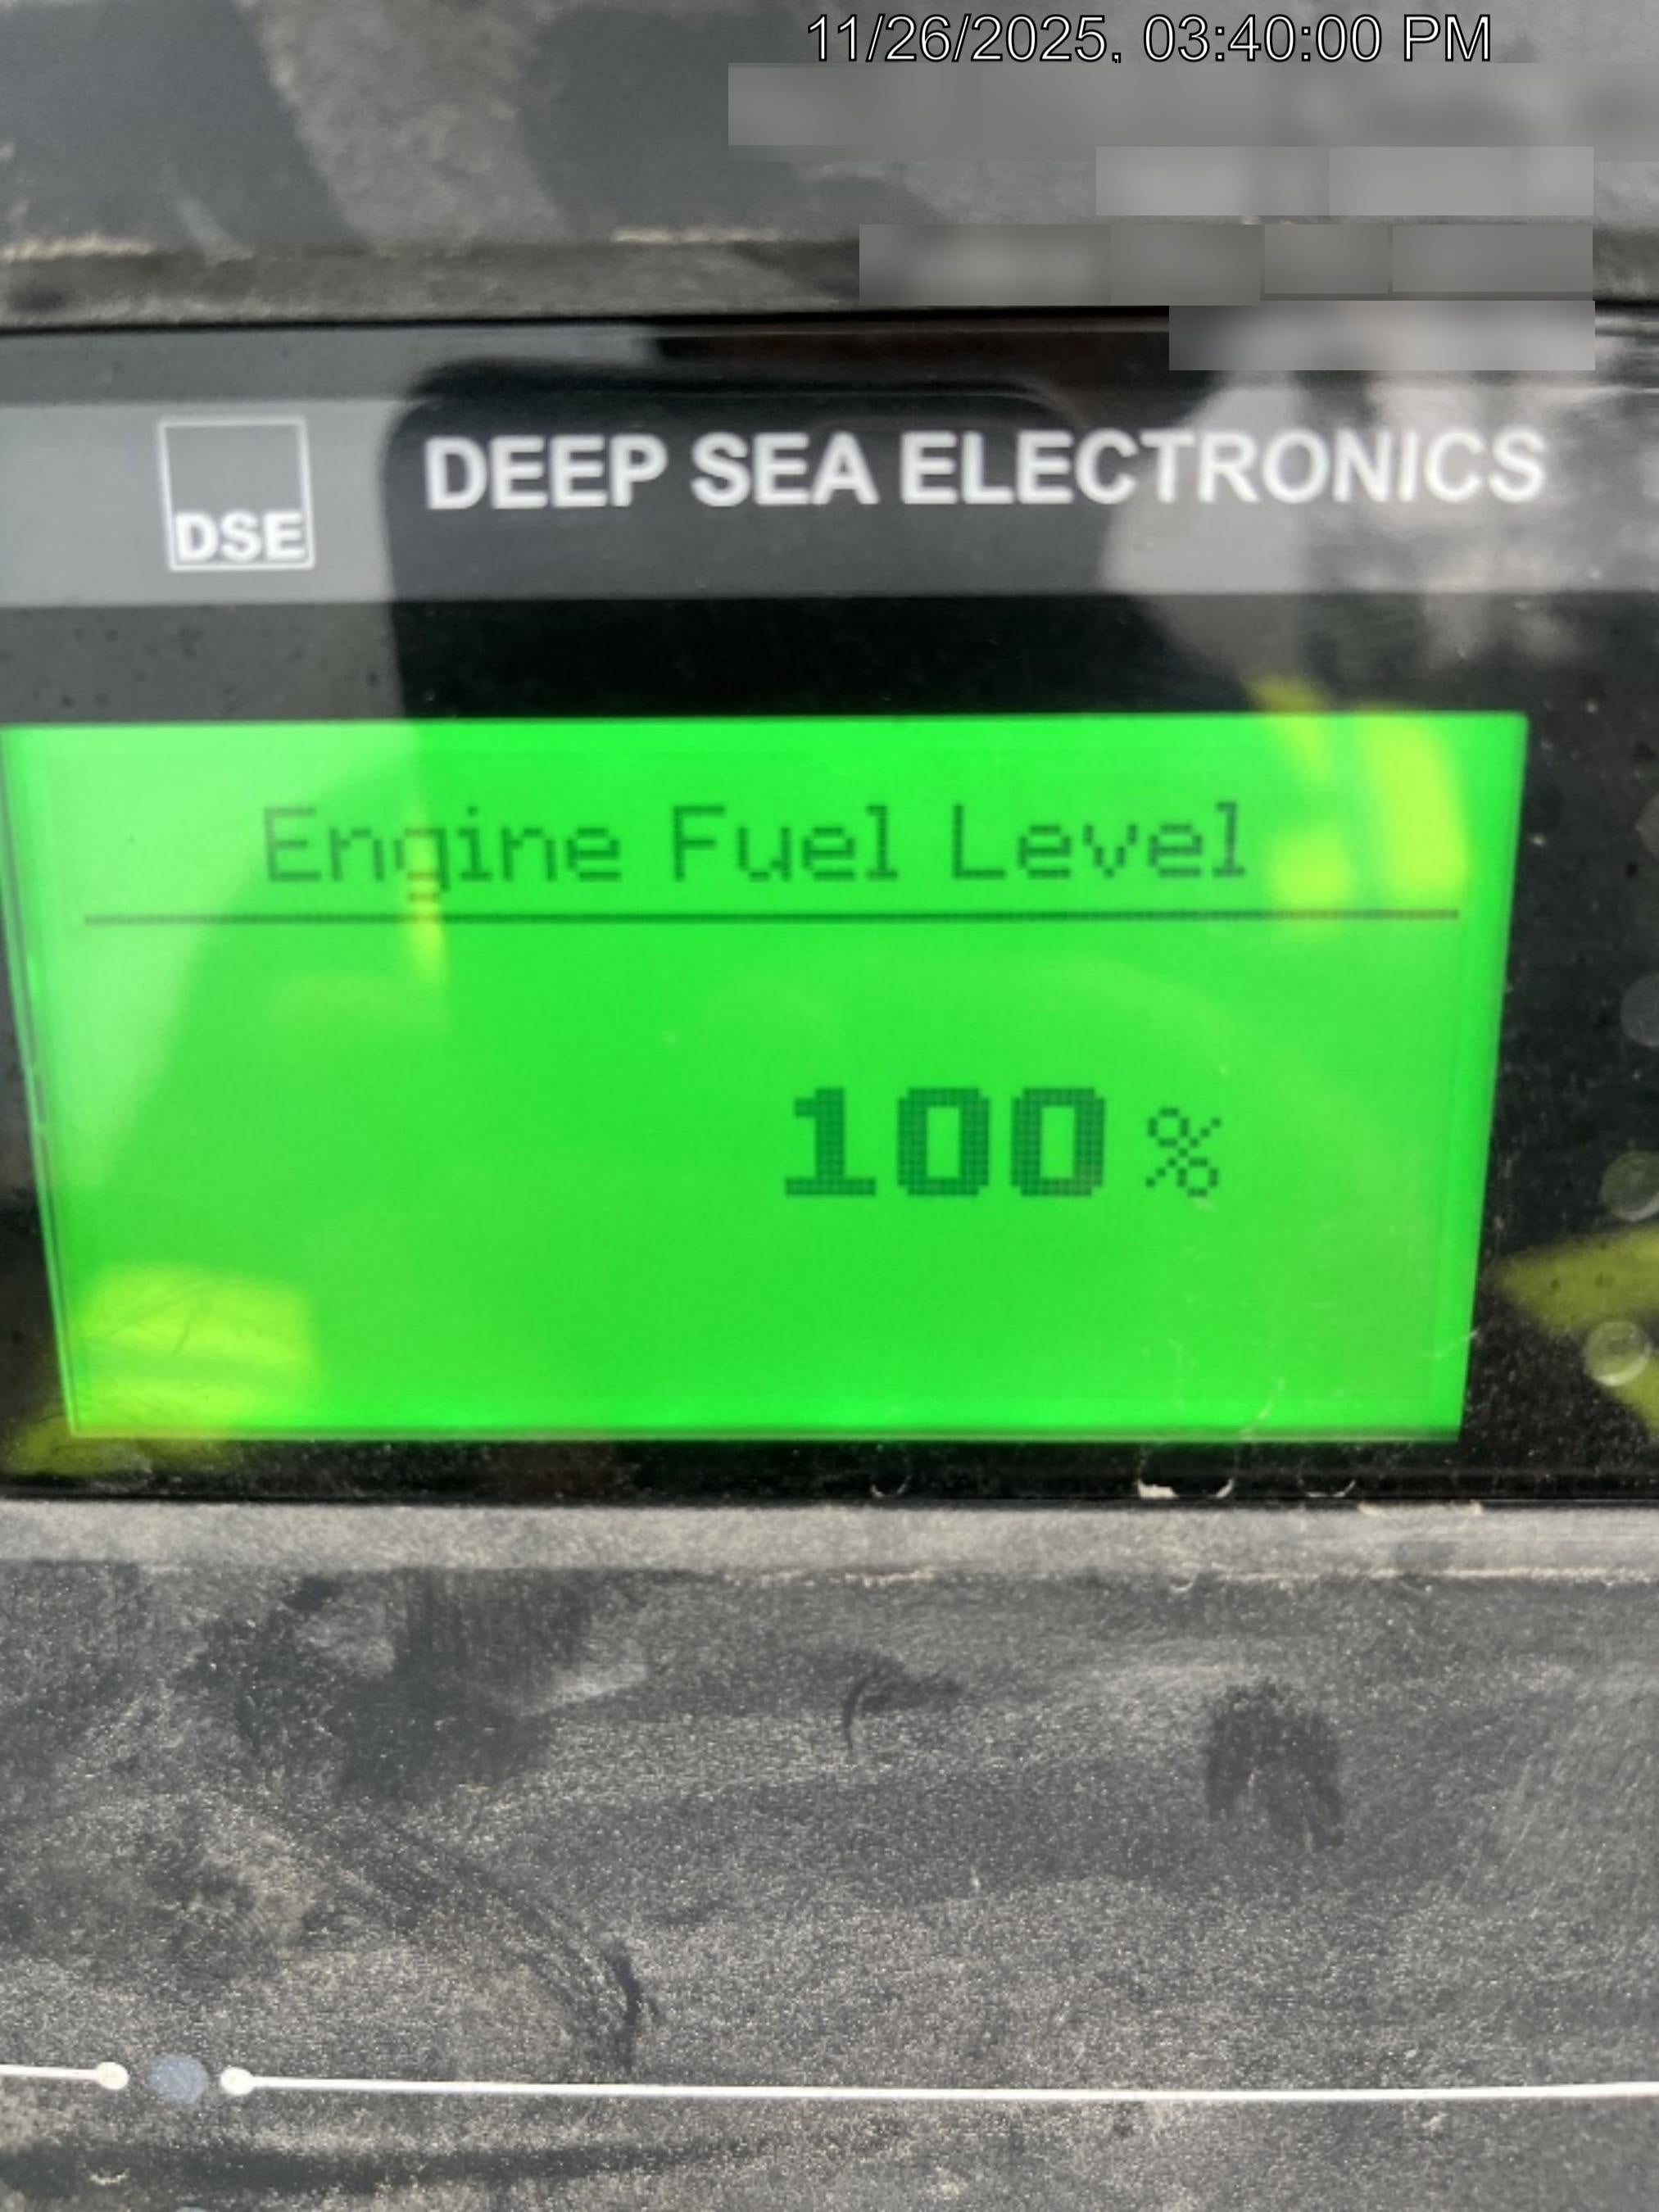 11/26/2025, 03:40:00 PM
DSE
DEEP SEA ELECTRONICS
Engine Fuel Level
100 %